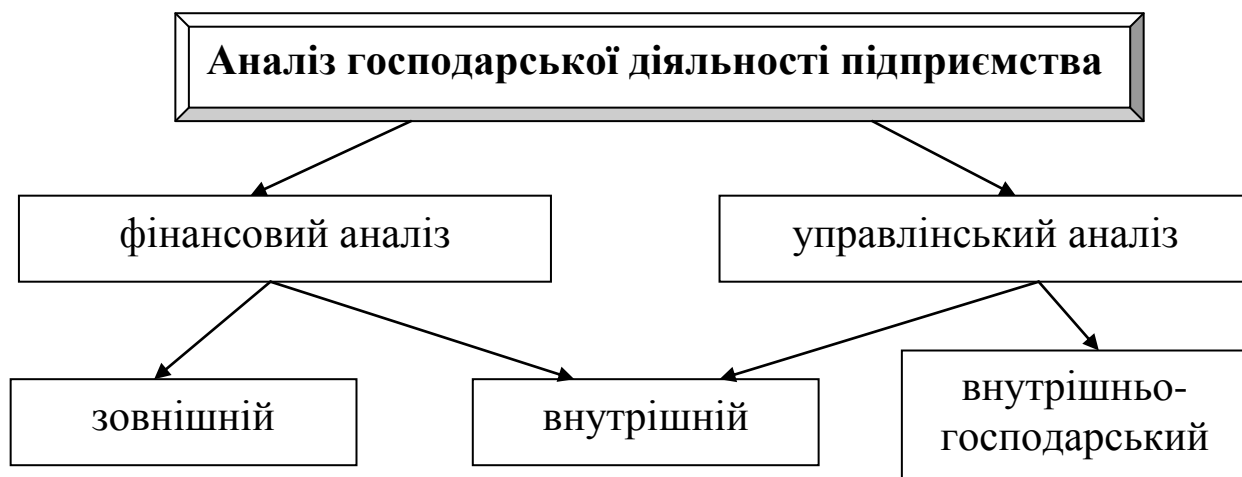 Аналіз господарської діяльності підприємства
фінансовий аналіз
управлінський аналіз
зовнішній
внутрішній
внутрішньо-
господарський